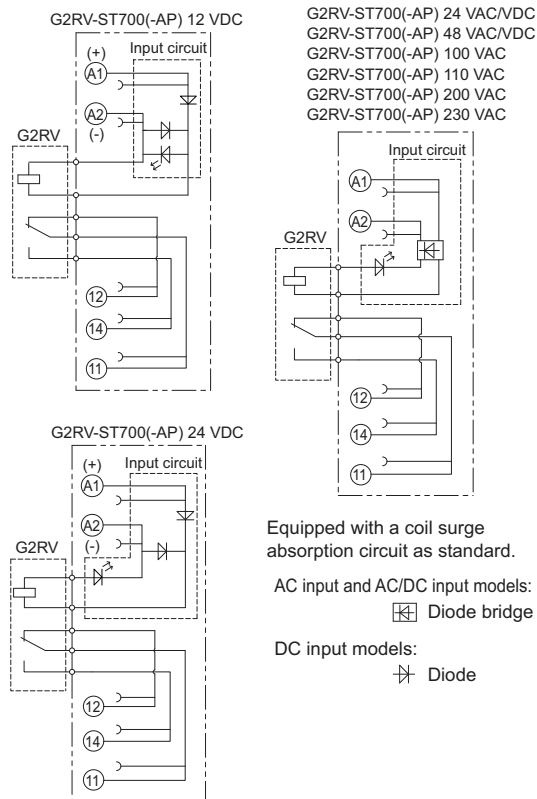 G2RV-ST700(-AP) 12 VDC
(+)
Input circuit
A1
A2
(-)
G2RV
12
14
11
G2RV-ST700(-AP) 24 VAC/VDC
G2RV-ST700(-AP) 48 VAC/VDC
G2RV-ST700(-AP) 100 VAC
G2RV-ST700(-AP) 110 VAC
G2RV-ST700(-AP) 200 VAC
G2RV-ST700(-AP) 230 VAC
Input circuit
A1
A2
G2RV
12
14
11
G2RV-ST700(-AP) 24 VDC
(+)
Input circuit
A1
A2
(-)
G2RV
12
14
11
Equipped with a coil surge
absorption circuit as standard.
AC input and AC/DC input models:
Diode bridge
DC input models:
Diode